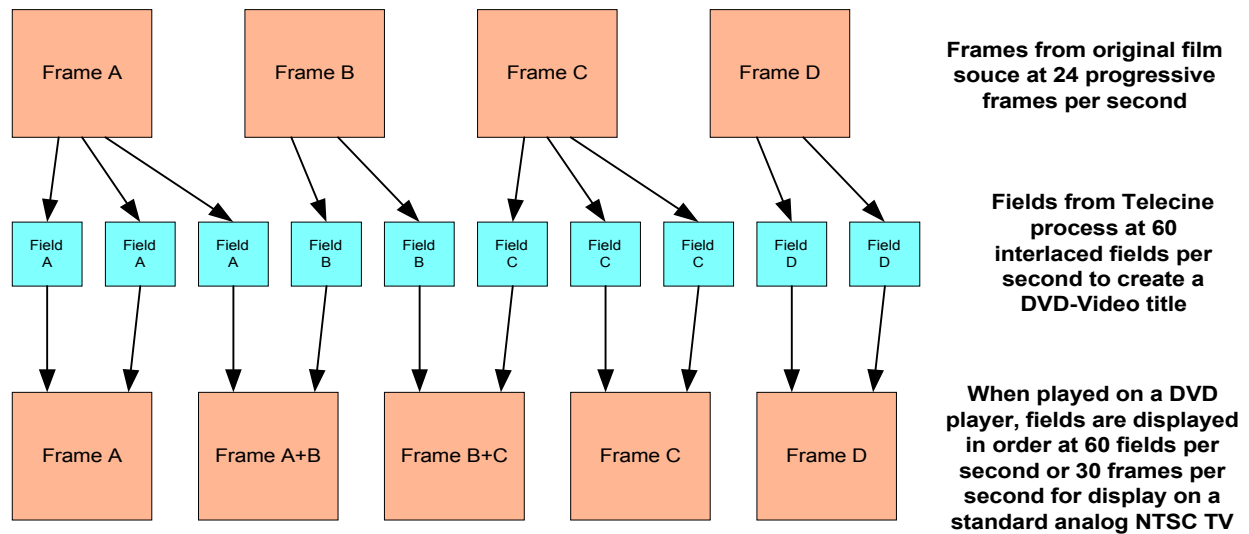 Frame A
Frame B
Frame C
Frame D
Frames from original film
souce at 24 progressive
frames per second
Field
A
Field
A
Field
A
Field
B
Field
B
Field
C
Field
C
Field
C
Field
D
Field
D
Fields from Telecine
process at 60
interlaced fields per
second to create a
DVD-Video title
Frame A
Frame A+B
Frame B+C
Frame C
Frame D
When played on a DVD
player, fields are displayed
in order at 60 fields per
second or 30 frames per
second for display on a
standard analog NTSC TV